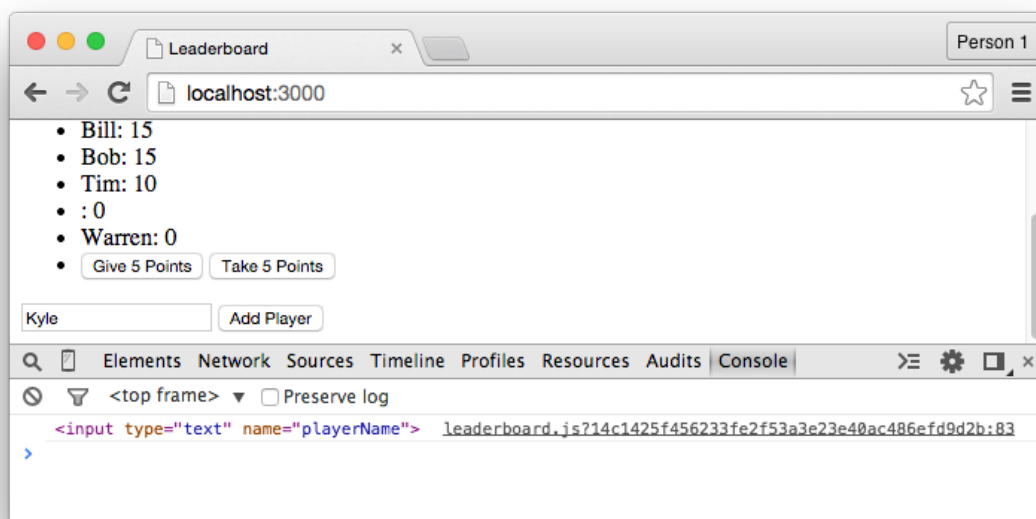 Leaderboard
Person 1
localhost:3000
Bill: 15
Bob: 15
Tim: 10
: 0
Warren: 0
Give 5 Points Take 5 Points
Kyle Add Player
Elements Network Sources Timeline Profiles Resources Audits Console
<top frame> ▼ Preserve log
<input type="text" name="playerName"> leaderboard.js?14c1425f456233fe2f53a3e23e40ac486efd9d2b:83